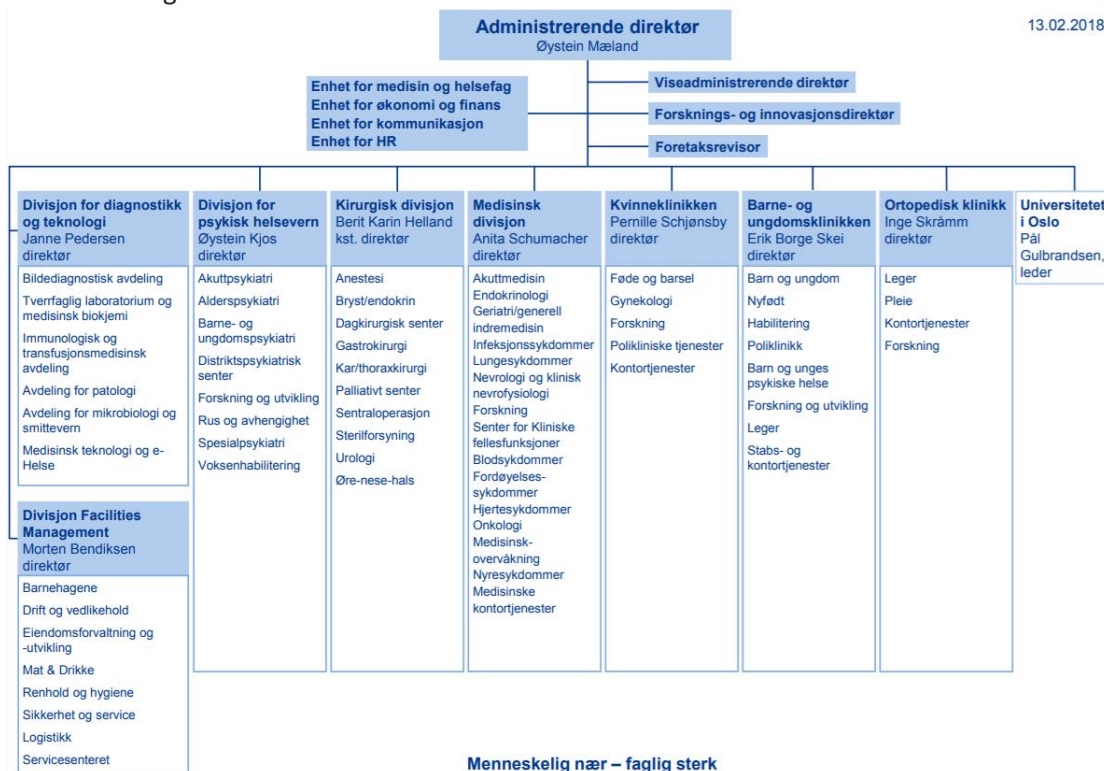 Administrerende direktør
Øystein Mæland
13.02.2018
Enhet for medisin og helsefag
Enhet for økonomi og finans
Enhet for kommunikasjon
Enhet for HR
Viseadministrerende direktør
Forsknings- og innovasjonsdirektør
Foretaksrevisor
Divisjon for diagnostikk
og teknologi
Janne Pedersen
direktør
Bildediagnostisk avdeling
Tverrfaglig laboratorium og
medisinsk biokjemi
Immunologisk og
transfusjonsmedisinsk
avdeling
Avdeling for patologi
Avdeling for mikrobiologi og
smittevern
Medisinsk teknologi og e-
Helse
Divisjon Facilities
Management
Morten Bendiksen
direktør
Barnehagene
Drift og vedlikehold
Eiendomsforvaltning og
-utvikling
Mat & Drikke
Renhold og hygiene
Sikkerhet og service
Logistikk
Servicesenteret
Divisjon for
psykisk helsevern
Øystein Kjos
direktør
Akuttpsykiatri
Alderspsykiatri
Barne- og
ungdomspsykiatri
Distriktspsykiatrisk
senter
Forskning og utvikling
Rus og avhengighet
Spesialpsykiatri
Voksenhabilitering
Kirurgisk divisjon
Berit Karin Helland
kst. direktør
Anestesi
Bryst/endokrin
Dagkirurgisk senter
Gastrokirurgi
Kar/thoraxkirurgi
Palliativt senter
Sentraloperasjon
Sterilforsyning
Urologi
Øre-nese-hals
Medisinsk
divisjon
Anita Schumacher
direktør
Akuttmedisin
Endokrinologi
Geriatri/generell
indremedisin
Infeksjonssykdommer
Lungesykdommer
Nevrologi og klinisk
nevrofysiologi
Forskning
Senter for Kliniske
fellesfunksjoner
Blodsykdommer
Fordøyelses-
sykdommer
Hjertesykdommer
Onkologi
Medisinsk-
overvåkning
Nyresykdommer
Medisinske
kontortjenester
Kvinneklinikken
Pernille Schjønsby
direktør
Føde og barsel
Gynekologi
Forskning
Polikliniske tjenester
Kontortjenester
Barne- og
ungdomsklinikken
Erik Borge Skei
direktør
Barn og ungdom
Nyfødt
Habilitering
Poliklinikk
Barn og unges
psykiske helse
Forskning og utvikling
Leger
Stabs- og
kontortjenester
Ortopedisk klinikk
Inge Skråmm
direktør
Leger
Pleie
Kontortjenester
Forskning
Universitetet
i Oslo
Pål
Gulbrandsen,
leder
Menneskelig nær – faglig sterk